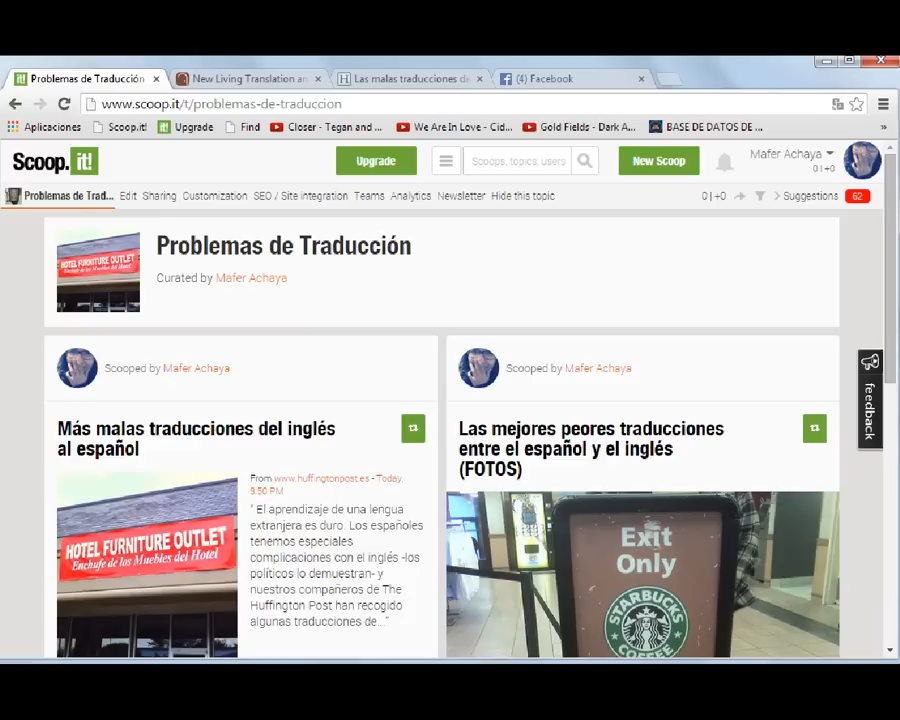 Problemas de Traducción
New Living Translation an
Las malas traducciones de
(4) Facebook
www.scoop.it/t/problemas-de-traduccion
Aplicaciones
Scoop.it!
Upgrade
Find
Closer - Tegan and ...
We Are In Love - Cid...
Gold Fields - Dark A...
BASE DE DATOS DE ...
Scoop.it!
Upgrade
Scoops, topics, users
New Scoop
Mafer Achaya
0 | +0
Problemas de Trad...
Edit
Sharing
Customization
SEO / Site integration
Teams
Analytics
Newsletter
Hide this topic
0 | +0
Suggestions
62
HOTEL FURNITURE OUTLET
Problemas de Traducción
Curated by Mafer Achaya
feedback
Scooped by Mafer Achaya
Más malas traducciones del inglés
al español
HOTEL FURNITURE OUTLET
Enchufe de los Muebles del Hotel
From www.huffingtonpost.es - Today,
9:50 PM
" El aprendizaje de una lengua
extranjera es duro. Los españoles
tenemos especiales
complicaciones con el inglés -los
políticos lo demuestran- y
nuestros compañeros de The
Huffington Post han recogido
algunas traducciones de..."
Scooped by Mafer Achaya
Las mejores peores traducciones
entre el español y el inglés
(FOTOS)
Exit
Only
STARBUCKS
COFFEE